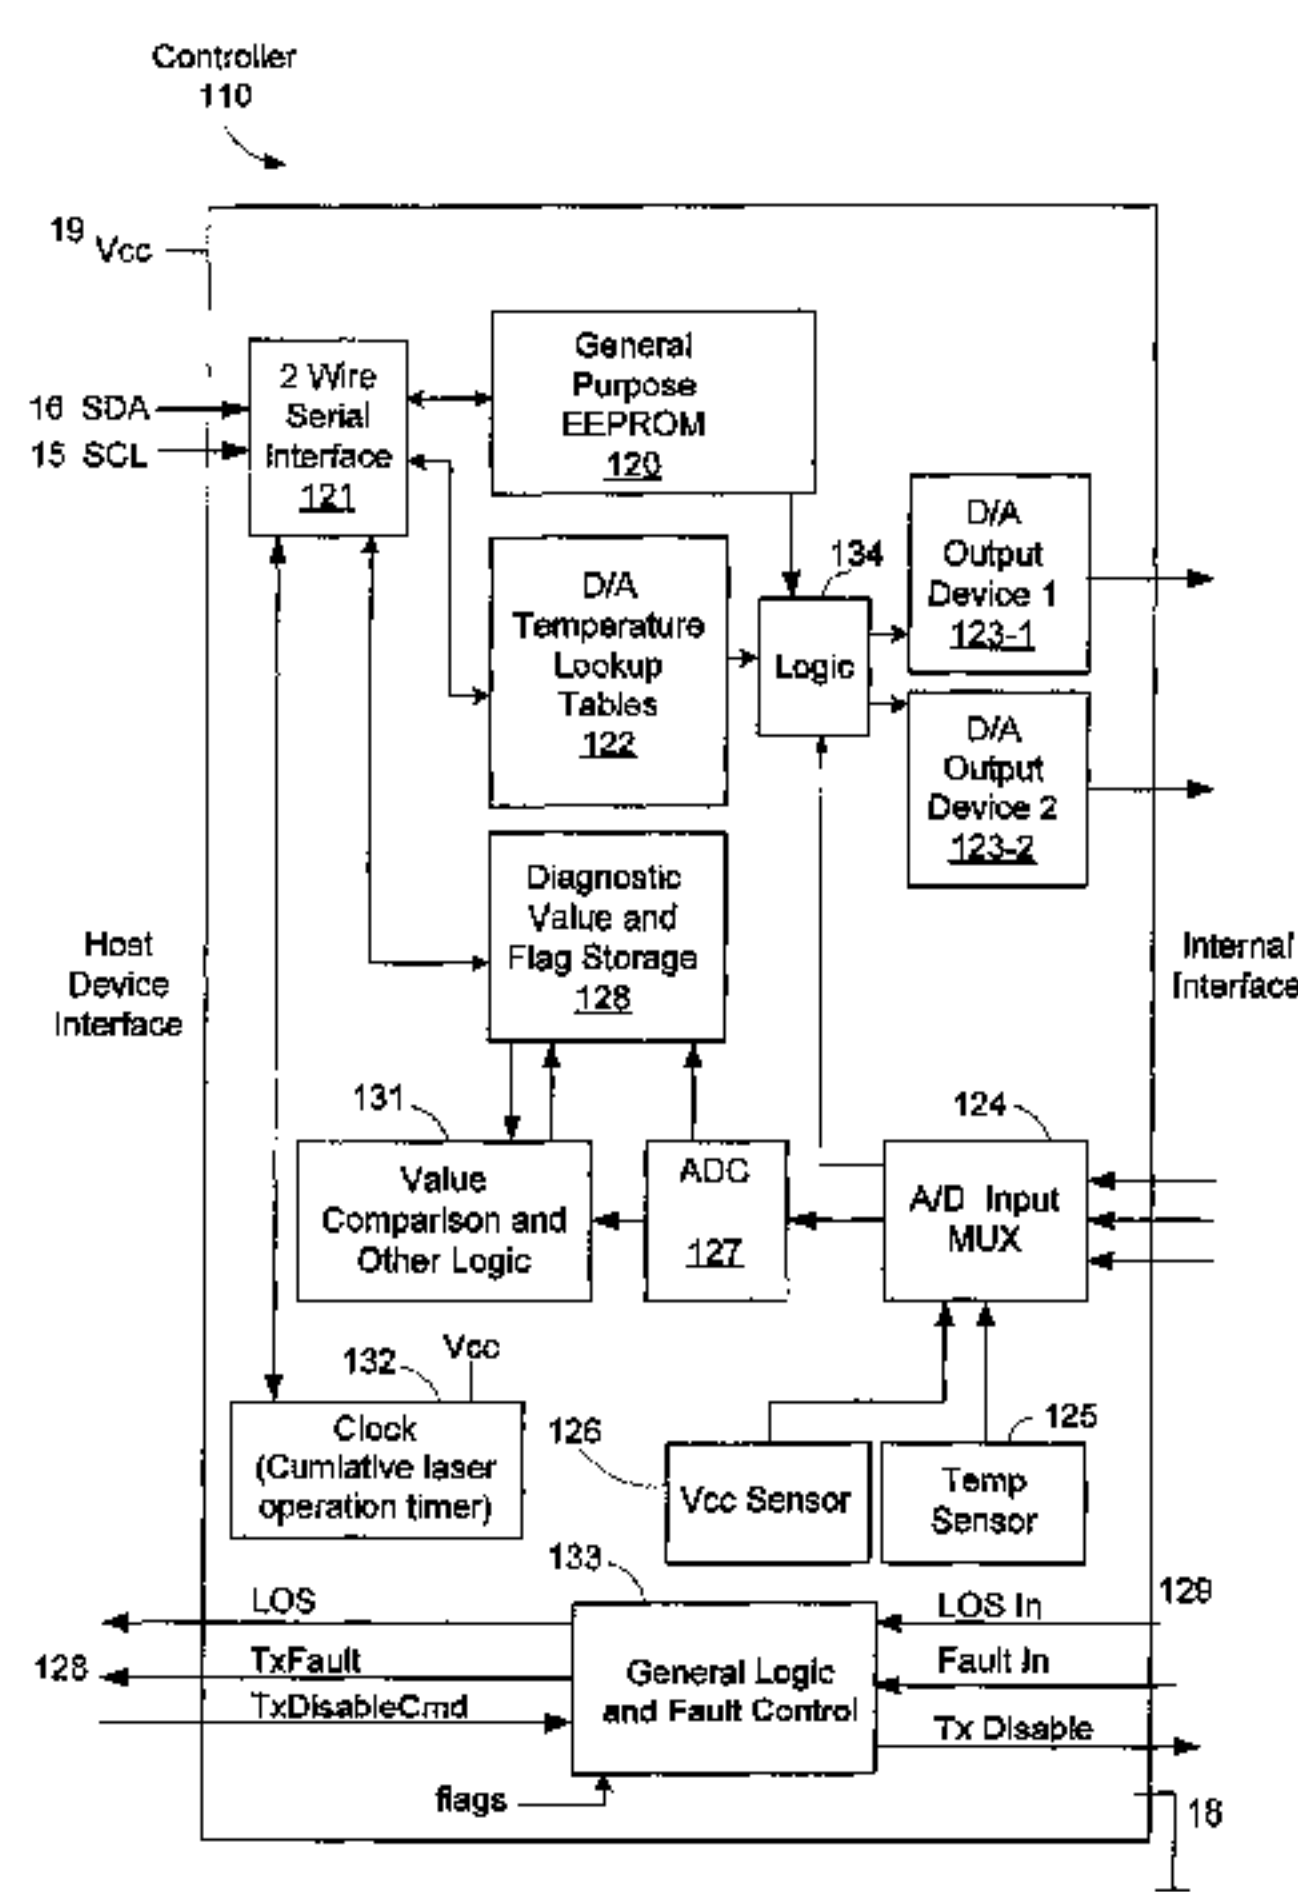 Controller
110
19 Vcc
2 Wire
Serial
Interface
121
16 SDA
15 SCL
General
Purpose
EEPROM
120
D/A
Temperature
Lookup
Tables
122
134
Logic
D/A
Output
Device 1
123-1
D/A
Output
Device 2
123-2
Diagnostic
Value and
Flag Storage
128
Host
Device
Interface
Internal
Interface
131
Value
Comparison and
Other Logic
ADC
127
124
A/D Input
MUX
132
Vcc
Clock
(Cumlative laser
operation timer)
126
Vcc Sensor
125
Temp
Sensor
133
General Logic
and Fault Control
LOS
128
TxFault
TxDisableCmd
flags
LOS In
129
Fault In
Tx Disable
18